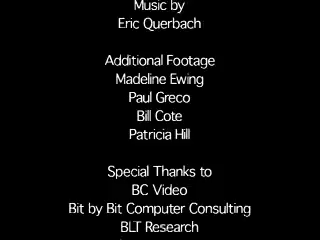 Music by
Eric Querbach
Additional Footage
Madeline Ewing
Paul Greco
Bill Cote
Patricia Hill
Special Thanks to
BC Video
Bit by Bit Computer Consulting
BLT Research